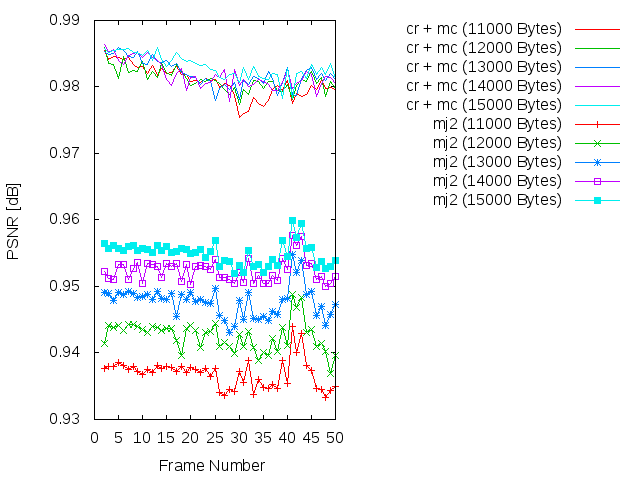 0.99
0.98
0.97
0.96
0.95
0.94
0.93
PSNR [dB]
0 5 10 15 20 25 30 35 40 45 50
Frame Number
cr + mc (11000 Bytes)
cr + mc (12000 Bytes)
cr + mc (13000 Bytes)
cr + mc (14000 Bytes)
cr + mc (15000 Bytes)
mj2 (11000 Bytes)
mj2 (12000 Bytes)
mj2 (13000 Bytes)
mj2 (14000 Bytes)
mj2 (15000 Bytes)